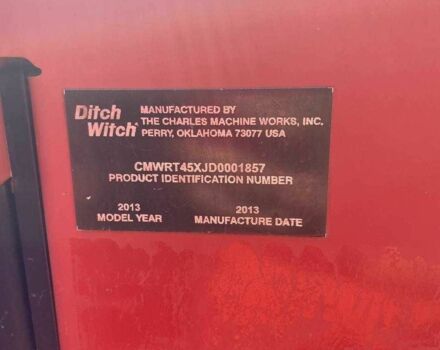 Ditch Witch®
MANUFACTURED BY
THE CHARLES MACHINE WORKS, INC.
PERRY, OKLAHOMA 73077 USA
CMWRT45XJD0001857
PRODUCT IDENTIFICATION NUMBER
2013
MODEL YEAR
2013
MANUFACTURE DATE